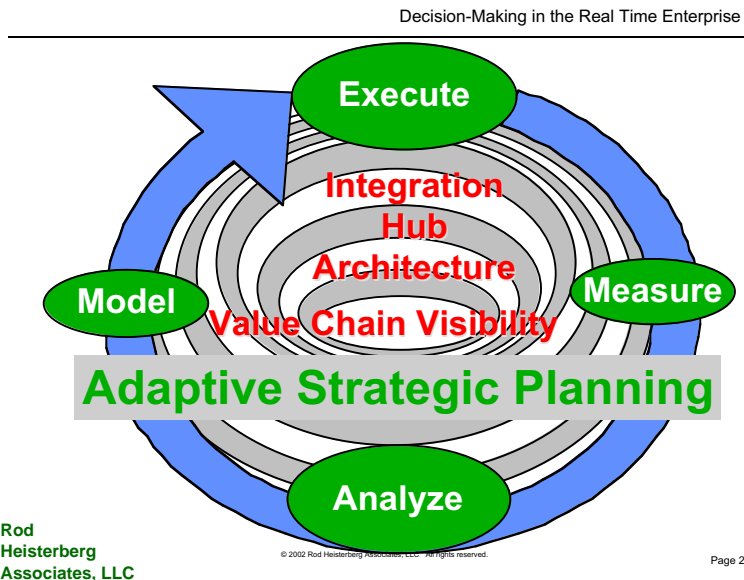 Decision-Making in the Real Time Enterprise
Execute
Integration
Hub
Architecture
Model
Measure
Value Chain Visibility
Adaptive Strategic Planning
Analyze
Rod
Heisterberg
Associates, LLC
© 2002 Rod Heisterberg Associates, LLC All rights reserved.
Page 2